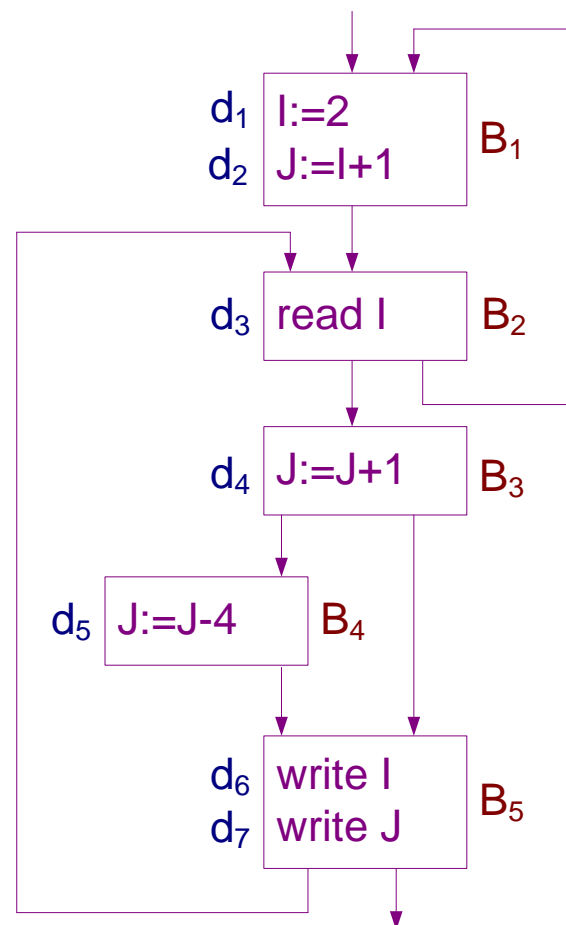 d₁ I:=2 B₁
d₂ J:=I+1
d₃ read I B₂
d₄ J:=J+1 B₃
d₅ J:=J-4 B₄
d₆ write I B₅
d₇ write J